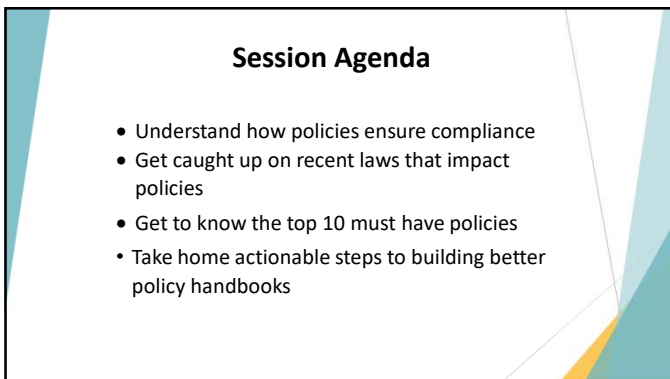 Session Agenda
• Understand how policies ensure compliance
• Get caught up on recent laws that impact
policies
• Get to know the top 10 must have policies
• Take home actionable steps to building better
policy handbooks